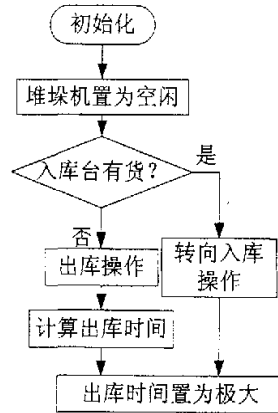 初始化
堆垛机置为空闲
入库台有货?
是
否
出库操作
转向入库
操作
计算出库时间
出库时间置为极大